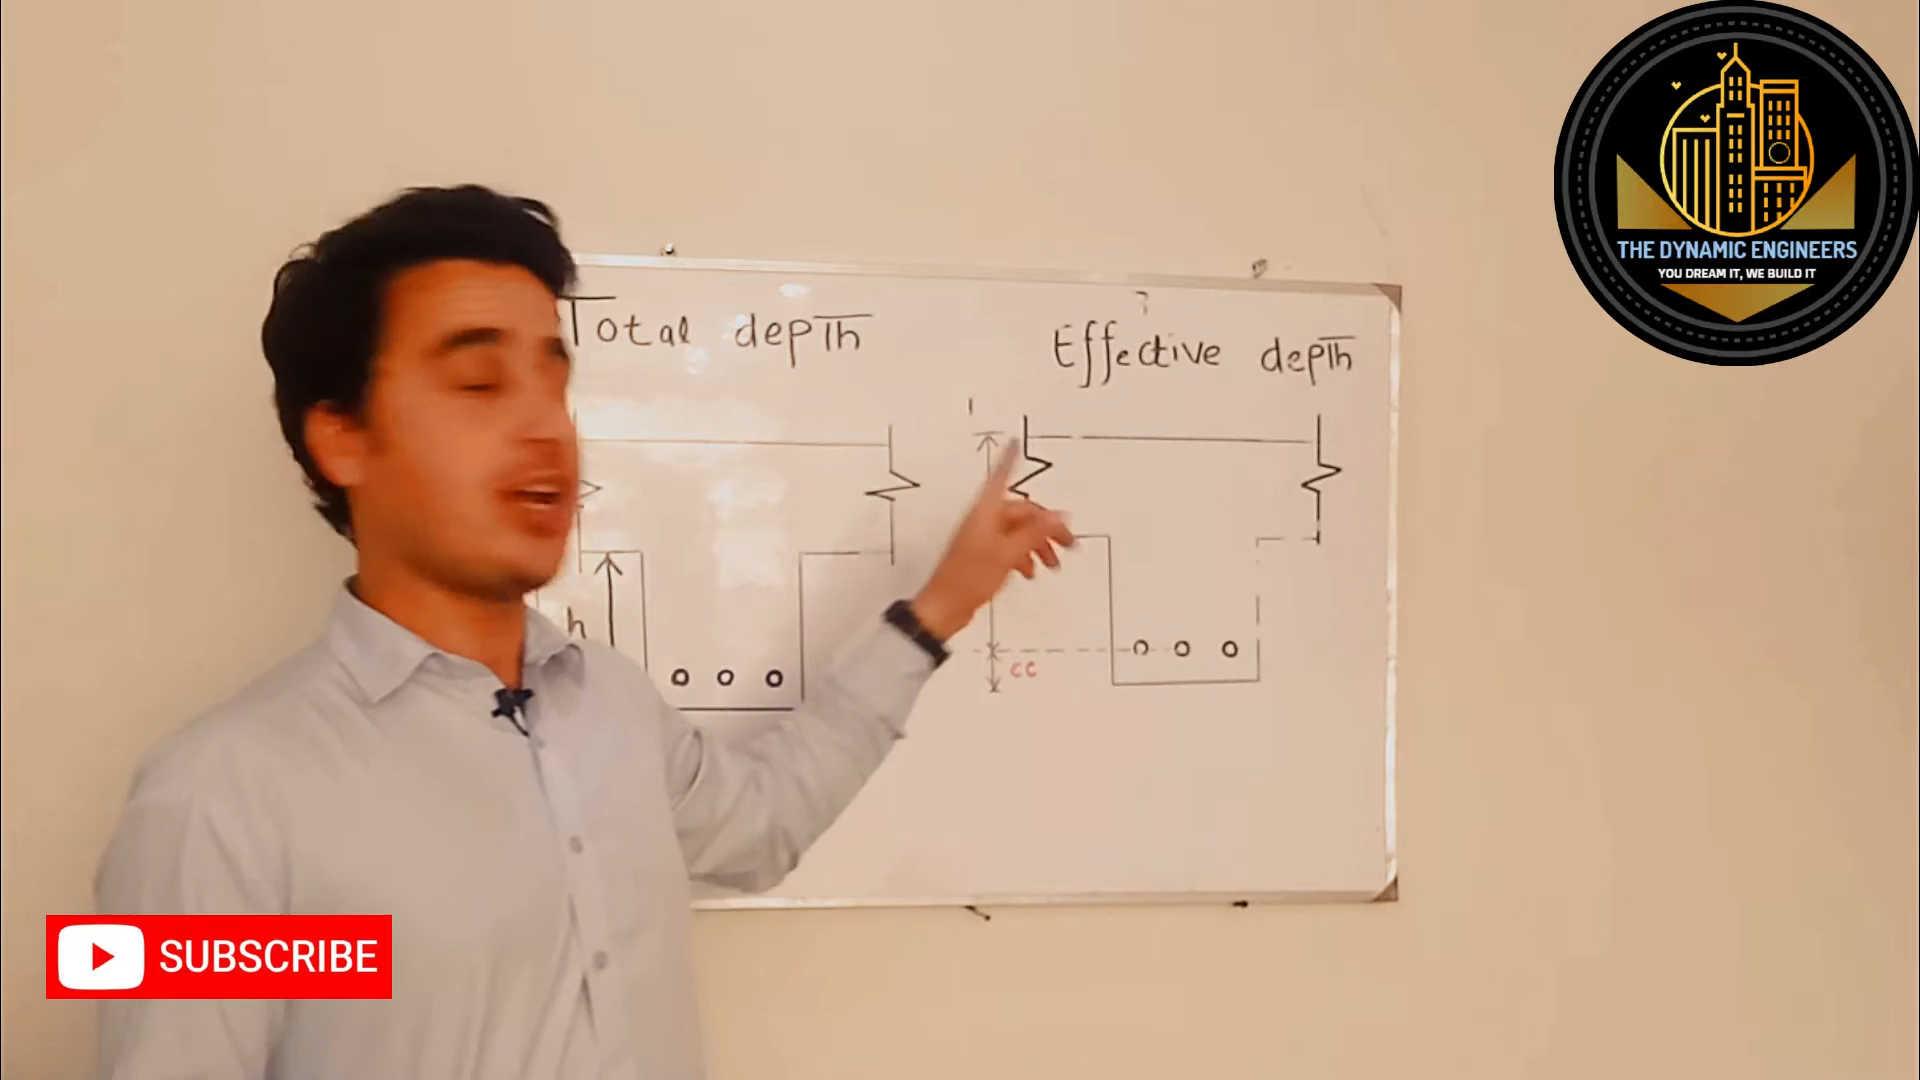 THE DYNAMIC ENGINEERS
YOU DREAM IT, WE BUILD IT
Total depth
Effective depth
h
cc
SUBSCRIBE